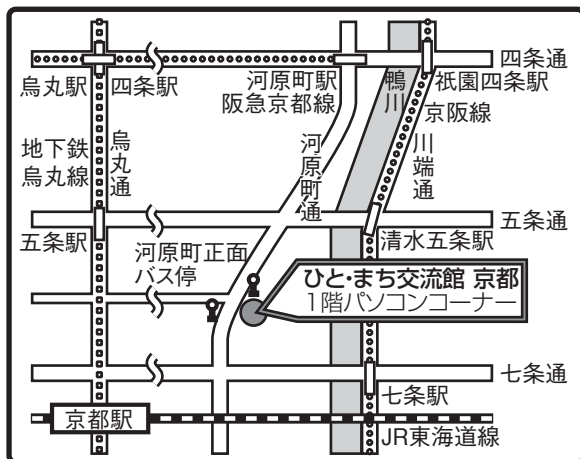 四条通
烏丸駅
四条駅
河原町駅
阪急京都線
鴨川
祇園四条駅
京阪線
地下鉄
烏丸線
烏丸通
河原町通
川端通
五条通
五条駅
清水五条駅
河原町正面
バス停
ひと・まち交流館 京都
1階パソコンコーナー
七条通
七条駅
京都駅
JR東海道線